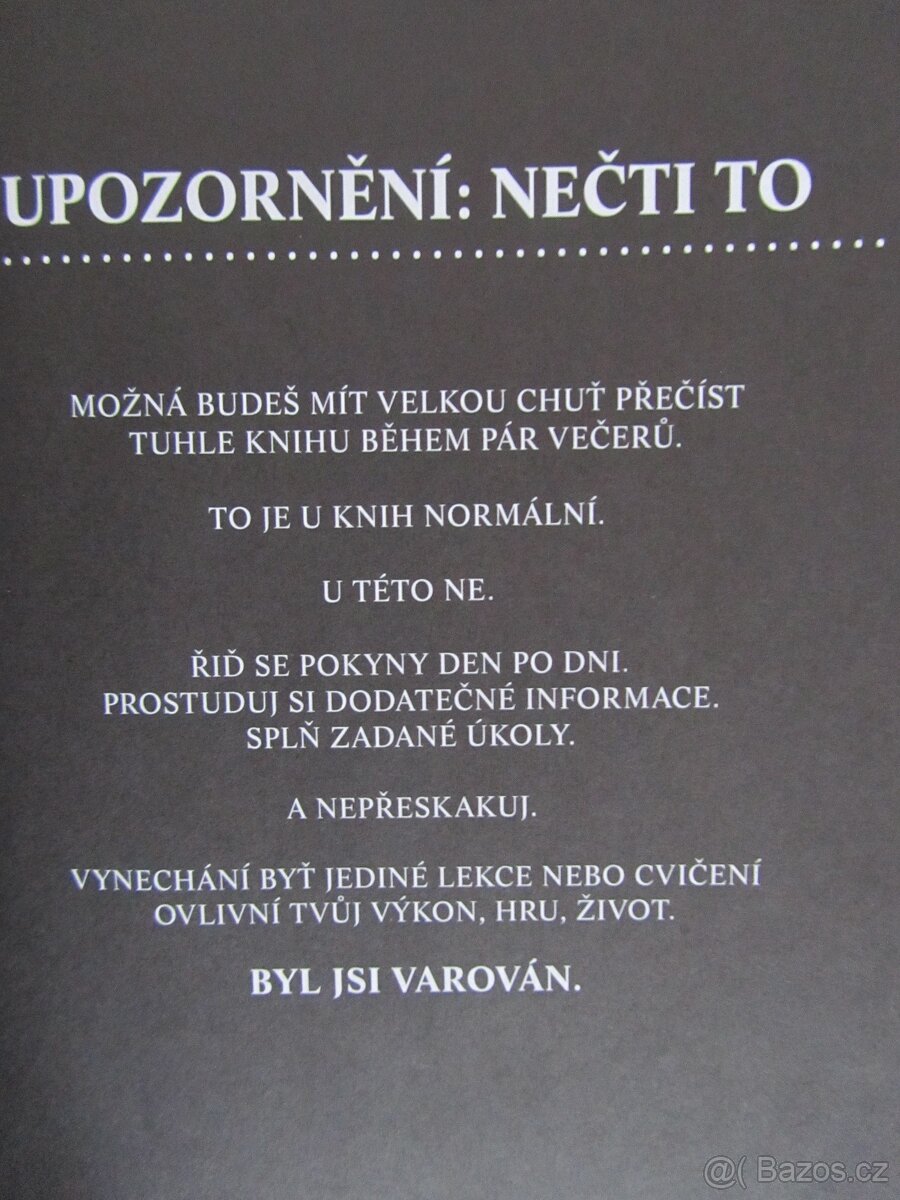 UPOZORNĚNÍ: NEČTI TO
MOŽNÁ BUDEŠ MÍT VELKOU CHUŤ PŘEČÍST
TUHLE KNIHU BĚHEM PÁR VEČERŮ.
TO JE U KNIH NORMÁLNÍ.
U TÉTO NE.
ŘIĎ SE POKYNY DEN PO DNI.
PROSTUDUJ SI DODATEČNÉ INFORMACE.
SPLŇ ZADANÉ ÚKOLY.
A NEPŘESKAKUJ.
VYNECHÁNÍ BYŤ JEDINÉ LEKCE NEBO CVIČENÍ
OVLIVNÍ TVŮJ VÝKON, HRU, ŽIVOT.
BYL JSI VAROVÁN.
@( Bazos.cz